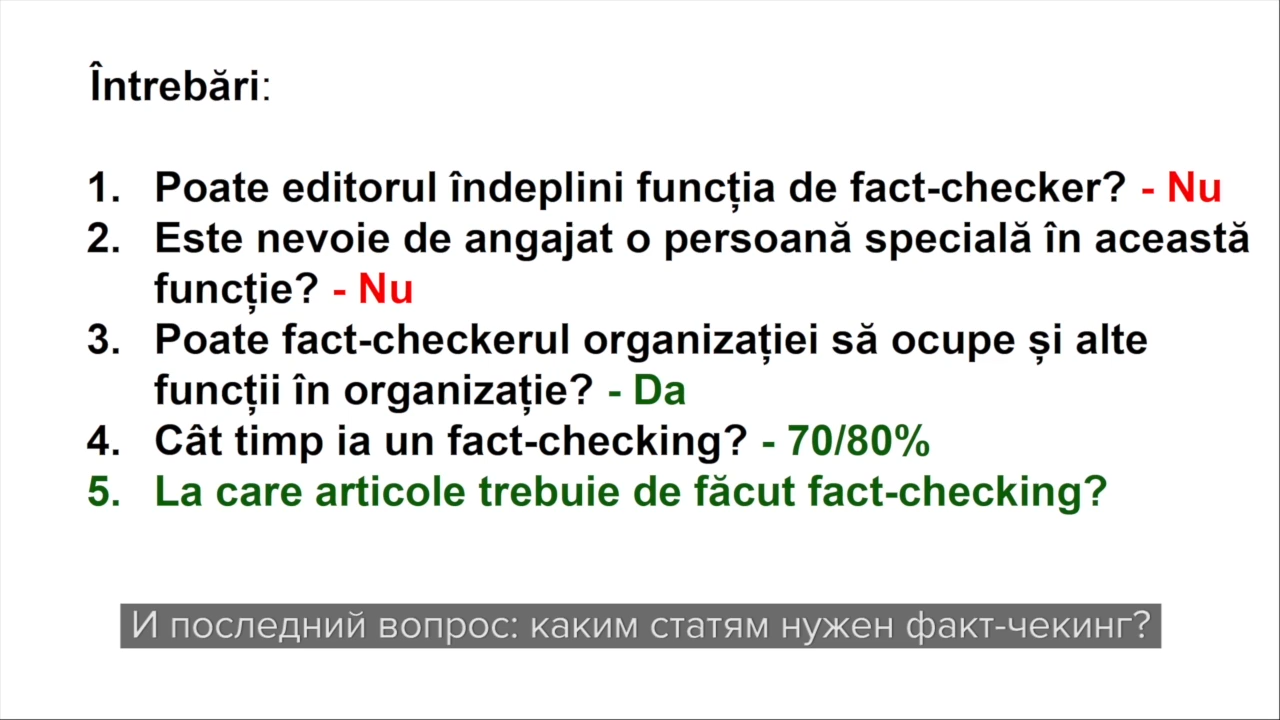 Întrebări:
1. Poate editorul îndeplini funcția de fact-checker? - Nu
2. Este nevoie de angajat o persoană specială în această
funcție? - Nu
3. Poate fact-checkerul organizației să ocupe și alte
funcții în organizație? - Da
4. Cât timp ia un fact-checking? - 70/80%
5. La care articole trebuie de făcut fact-checking?
И последний вопрос: каким статям нужен факт-чекинг?